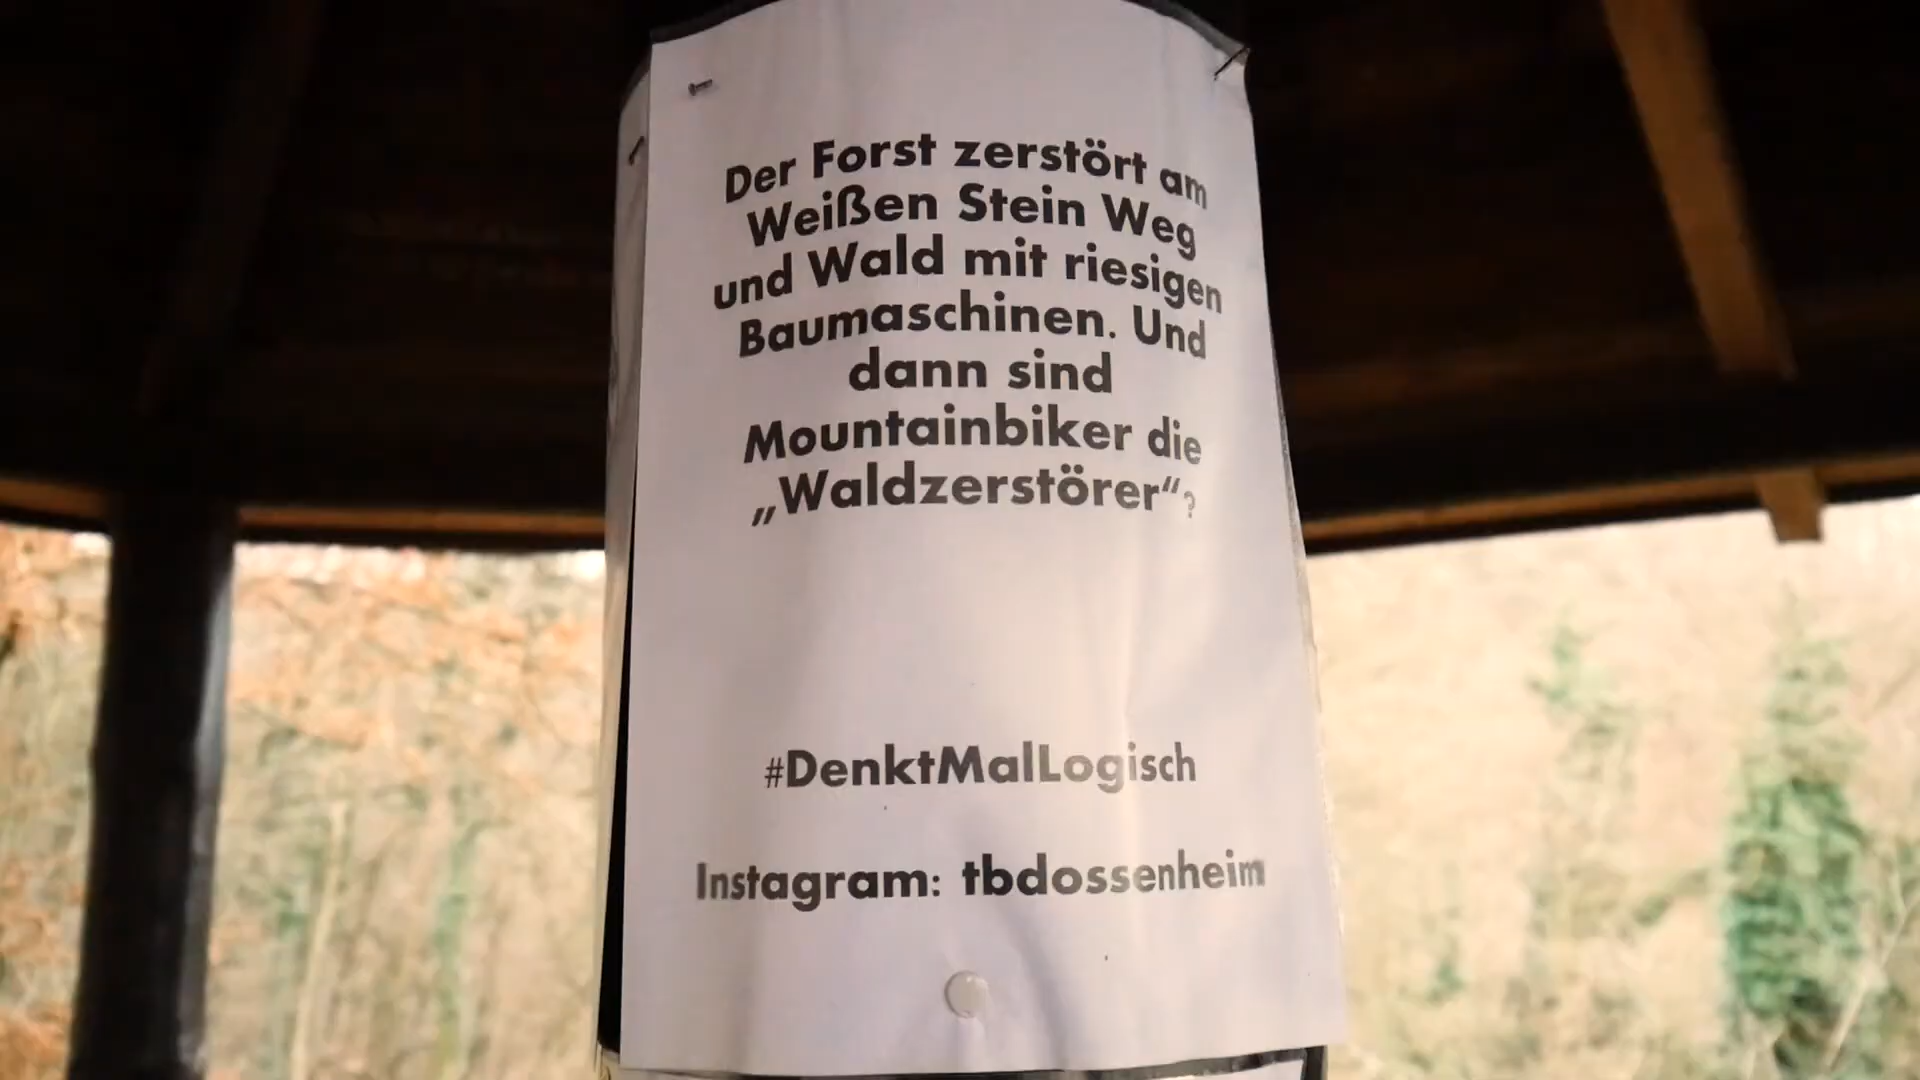 Der Forst zerstört am
Weißen Stein Weg
und Wald mit riesigen
Baumaschinen. Und
dann sind
Mountainbiker die
„Waldzerstörer“?
#DenktMalLogisch
Instagram: tbdossenheim